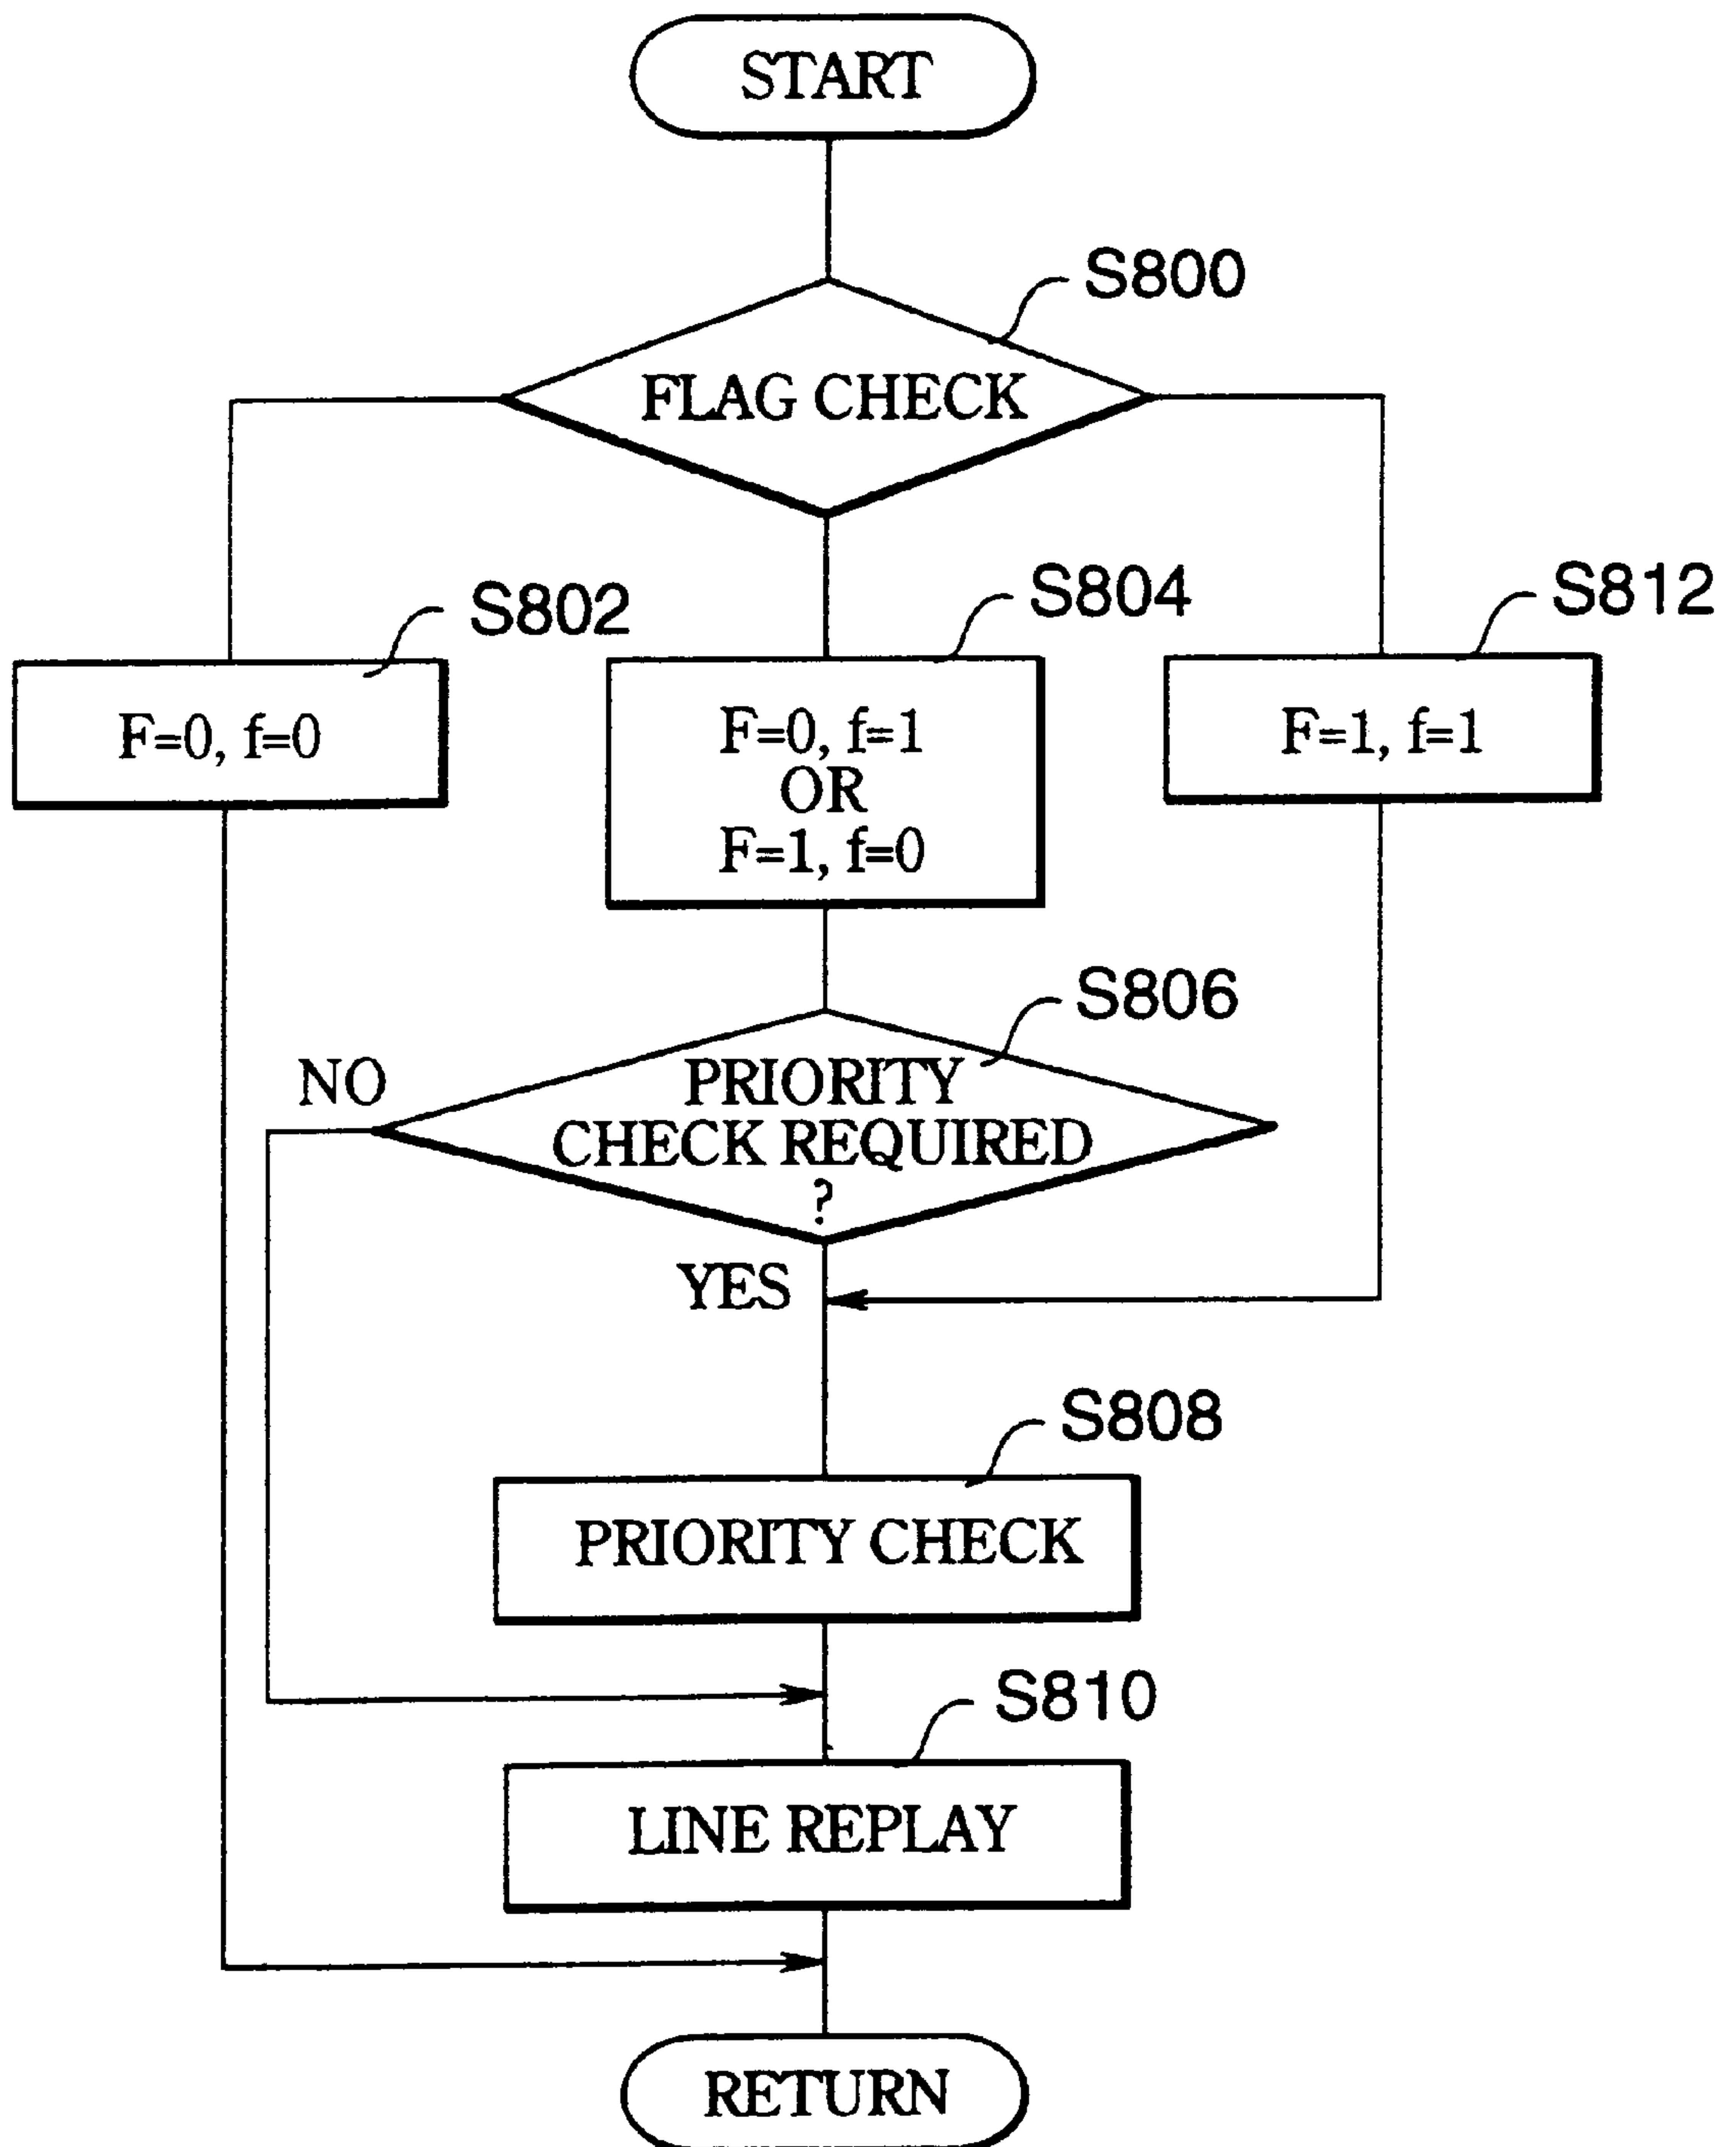 START
S800
FLAG CHECK
S802
S804
S812
F=0, f=0
F=0, f=1
OR
F=1, f=0
F=1, f=1
S806
NO
PRIORITY
CHECK REQUIRED
?
YES
S808
PRIORITY CHECK
S810
LINE REPLAY
RETURN